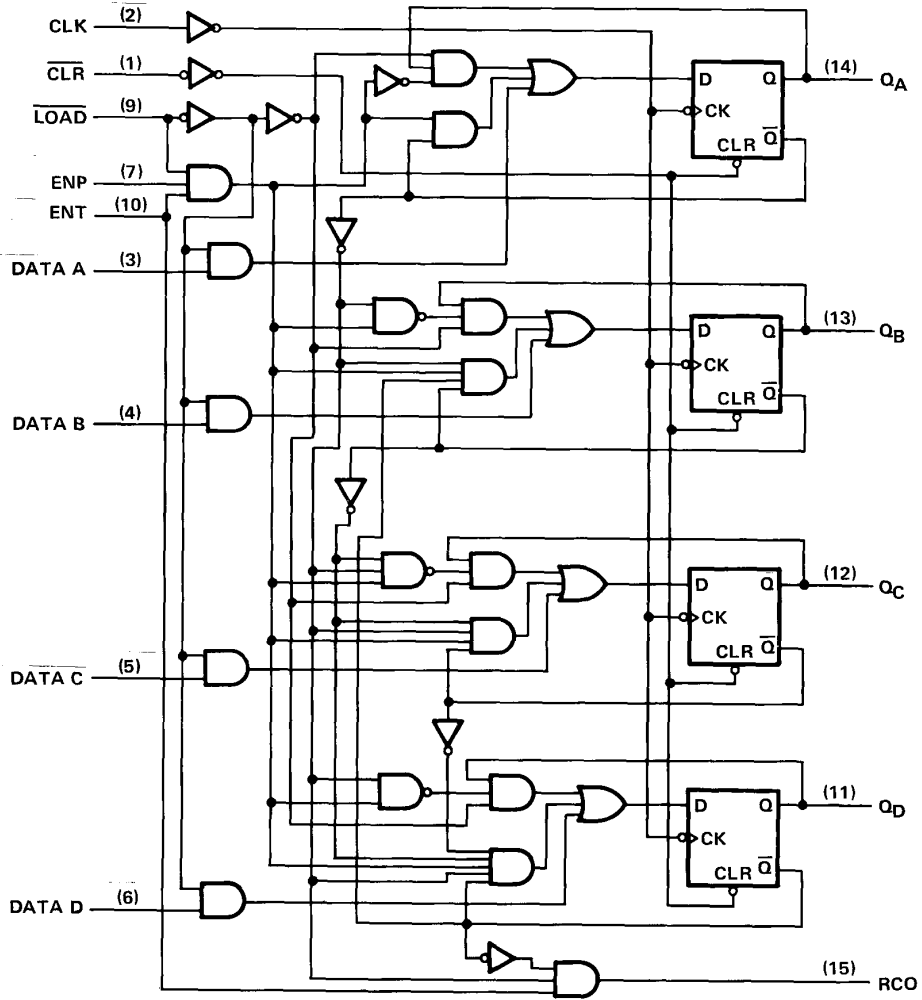 CLK (2)
CLR (1)
LOAD (9)
ENP (7)
ENT (10)
DATA A (3)
D Q (14) QA
CK
CLR Q
DATA B (4)
D Q (13) QB
CK
CLR Q
DATA C (5)
D Q (12) QC
CK
CLR Q
DATA D (6)
D Q (11) QD
CK
CLR Q
(15) RCO